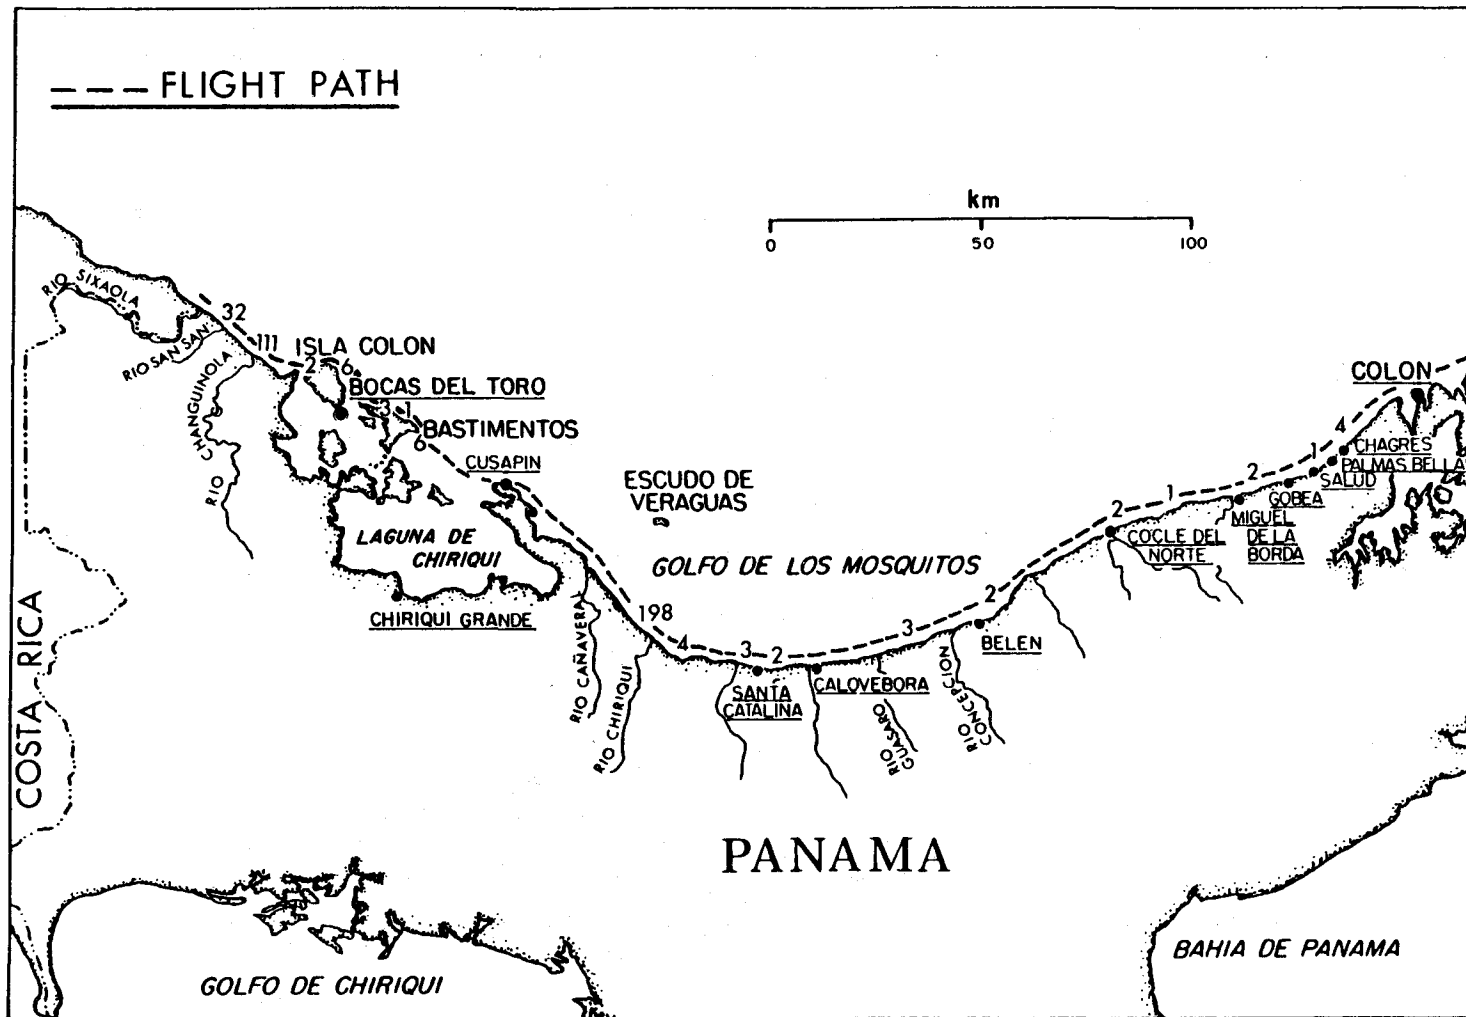 FLIGHT PATH
km
0 50 100
RIO SIXAOLA
32
RIO SAN SAN
111
ISLA COLON
2 6
CHANGUINOLA
RIO
BOCAS DEL TORO
3 1
BASTIMENTOS
6
CUSAPIN
ESCUDO DE
VERAGUAS
LAGUNA DE
CHIRIQUI
GOLFO DE LOS MOSQUITOS
CHIRIQUI GRANDE
COLON
4
CHAGRES
1
PALMAS BELLAS
SALUD
2
GOBEA
1
MIGUEL
DE LA
BORDA
2
COCLE DEL
NORTE
2
BELEN
3
198
4
3 2
RIO CAÑAVERA
RIO CHIRIQUI
SANTA
CATALINA
CALOVEBORA
RIO
GUASARO
RIO
CONCEPCION
COSTA RICA
PANAMA
GOLFO DE CHIRIQUI
BAHIA DE PANAMA